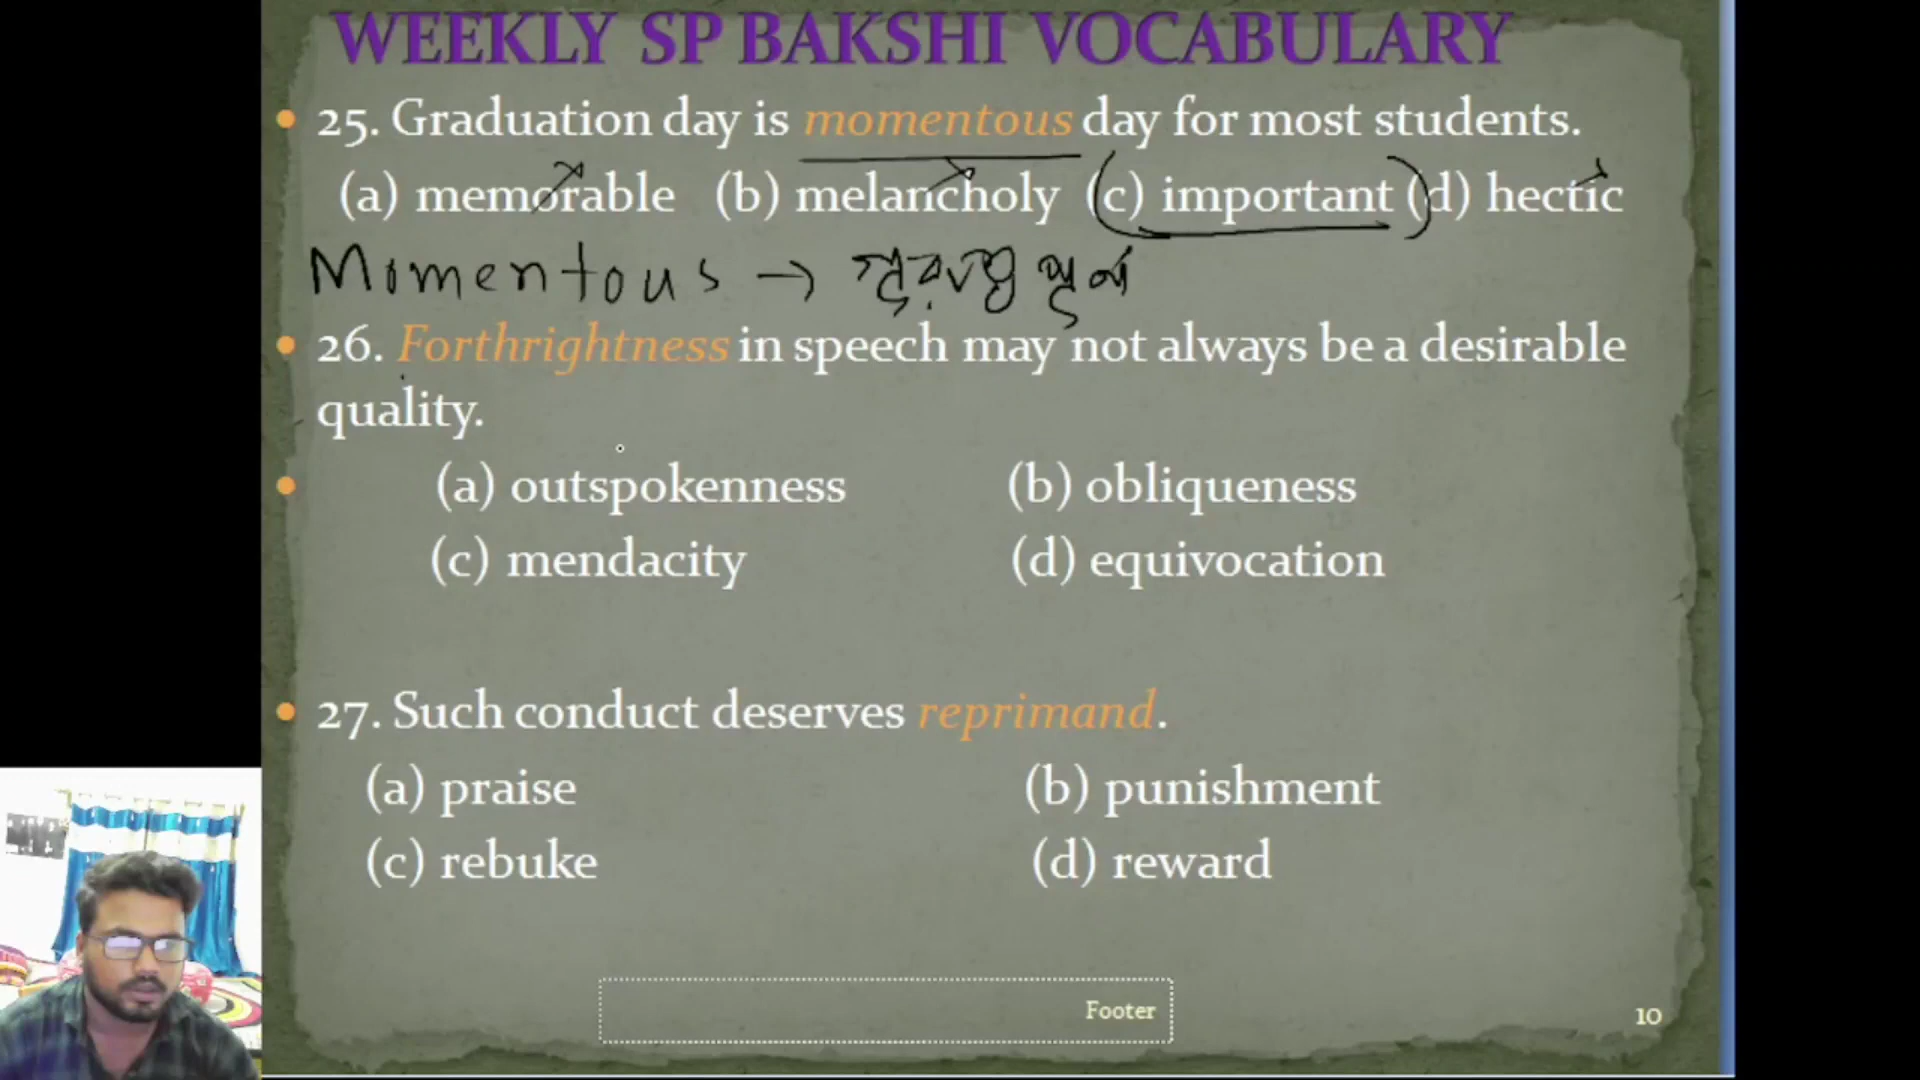 WEEKLY SP BAKSHI VOCABULARY
• 25. Graduation day is momentous day for most students.
(a) memorable (b) melancholy (c) important (d) hectic
Momentous → গুরুত্বপূর্ণ
• 26. Forthrightness in speech may not always be a desirable
quality.
• (a) outspokenness (b) obliqueness
(c) mendacity (d) equivocation
• 27. Such conduct deserves reprimand.
(a) praise (b) punishment
(c) rebuke (d) reward
Footer
10